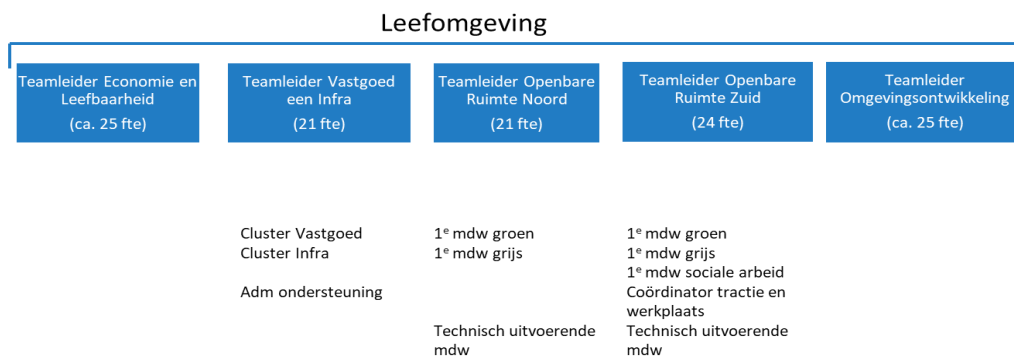 Leefomgeving
Teamleider Economie en
Leefbaarheid
(ca. 25 fte)
Teamleider Vastgoed
een Infra
(21 fte)
Teamleider Openbare
Ruimte Noord
(21 fte)
Teamleider Openbare
Ruimte Zuid
(24 fte)
Teamleider
Omgevingsontwikkeling
(ca. 25 fte)
Cluster Vastgoed
Cluster Infra
Adm ondersteuning
1e mdw groen
1e mdw grijs
Technisch uitvoerende
mdw
1e mdw groen
1e mdw grijs
1e mdw sociale arbeid
Coördinator tractie en
werkplaats
Technisch uitvoerende
mdw